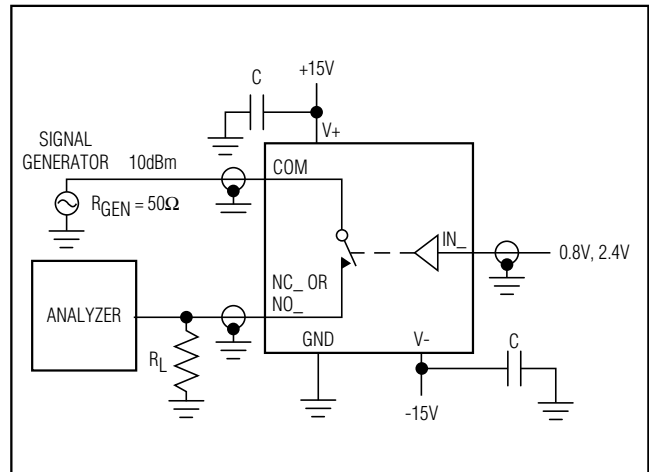 C
+15V
V+
SIGNAL
GENERATOR
10dBm
COM
RGEN = 50Ω
IN_
0.8V, 2.4V
NC_ OR
NO_
ANALYZER
RL
GND
V-
C
-15V